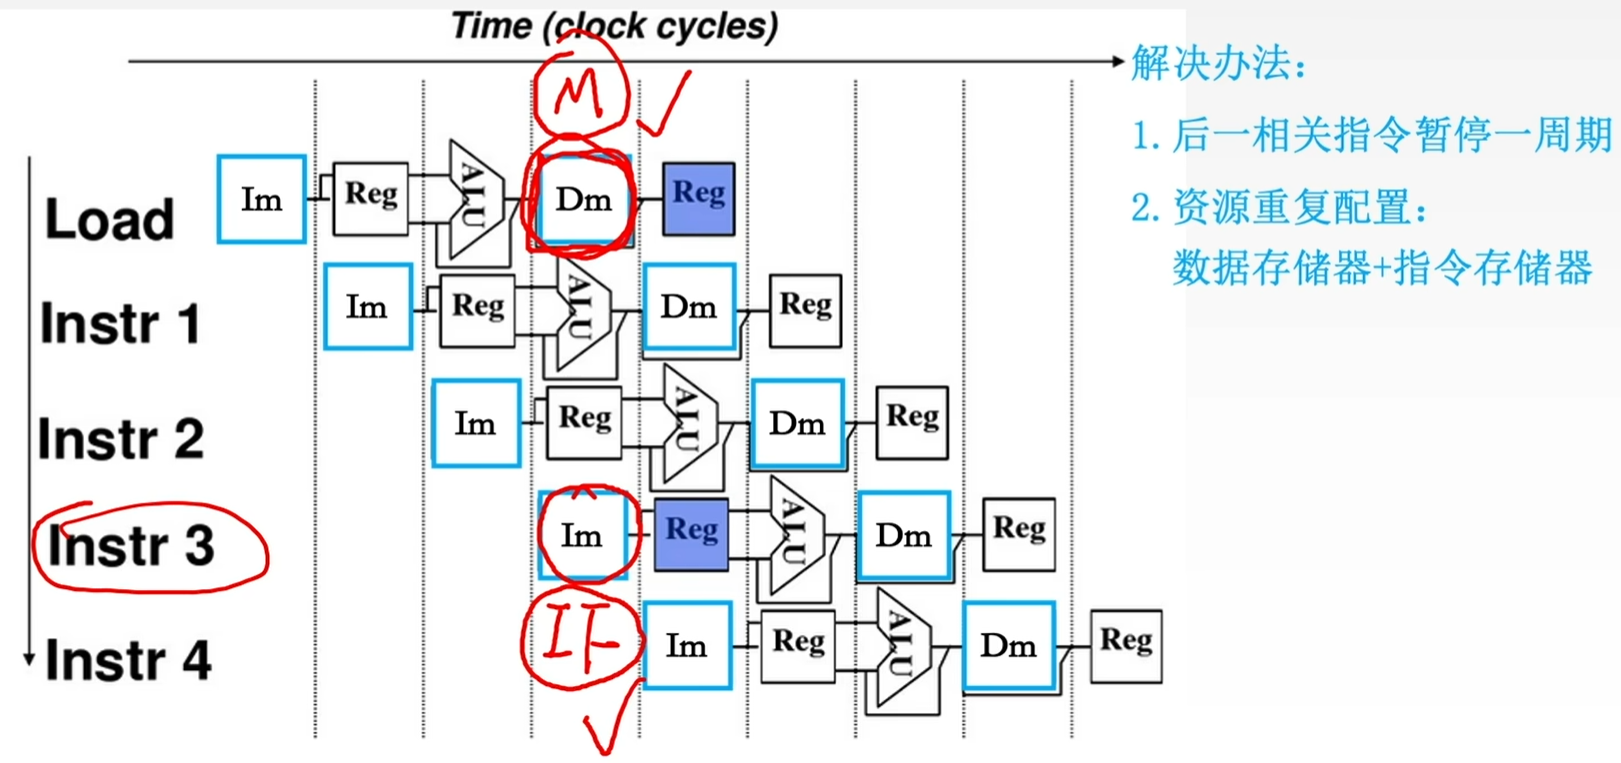 Time (clock cycles)
解决办法：
1. 后一相关指令暂停一周期
2. 资源重复配置：
数据存储器+指令存储器
M
Load Im Reg ALU Dm Reg
Instr 1 Im Reg ALU Dm Reg
Instr 2 Im Reg ALU Dm Reg
Instr 3 Im Reg ALU Dm Reg
IF
Instr 4 Im Reg ALU Dm Reg